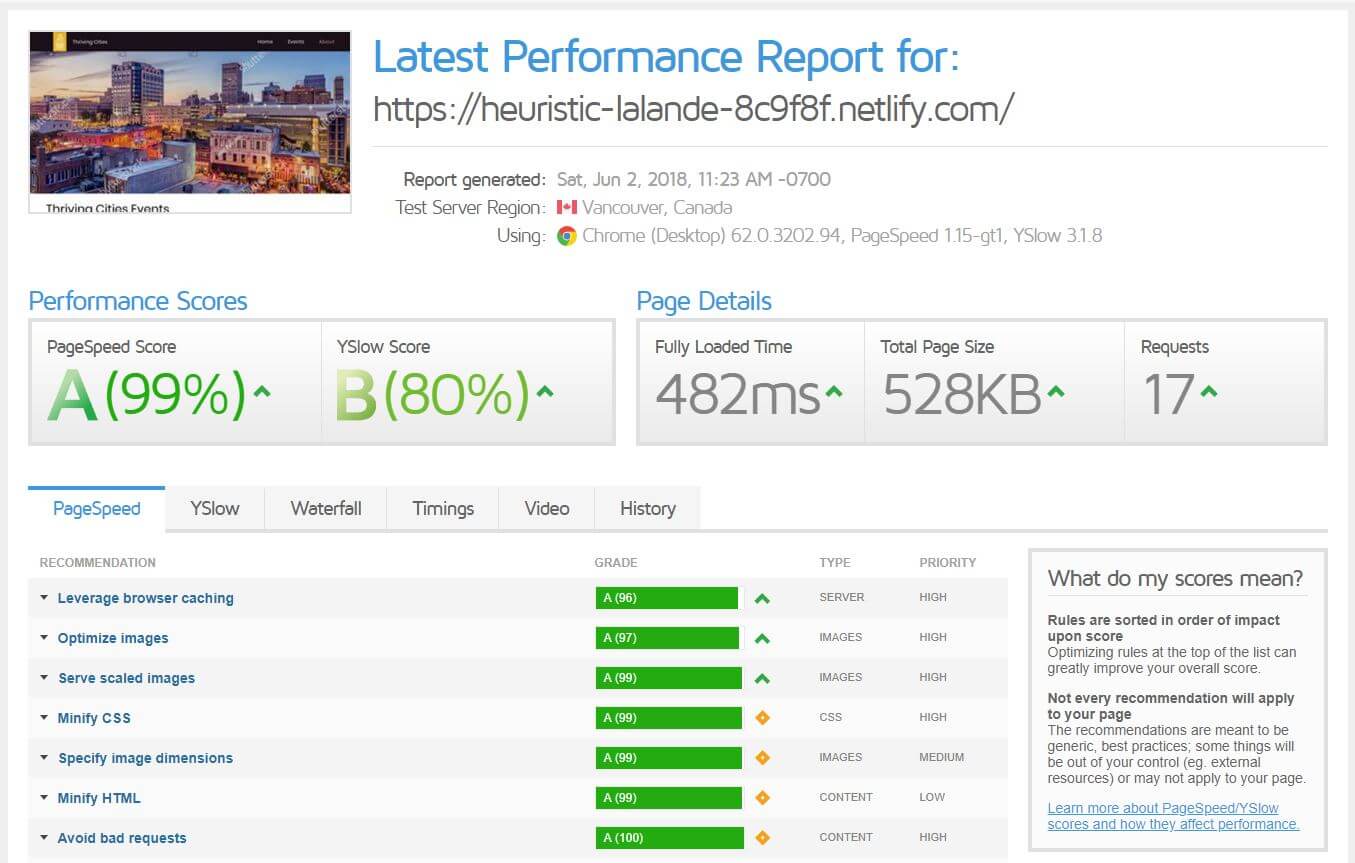 Thriving Cities
Home Events About
Thriving Cities Events
Latest Performance Report for:
https://heuristic-lalande-8c9f8f.netlify.com/
Report generated: Sat, Jun 2, 2018, 11:23 AM -0700
Test Server Region: Vancouver, Canada
Using: Chrome (Desktop) 62.0.3202.94, PageSpeed 1.15-gt1, YSlow 3.1.8
Performance Scores
PageSpeed Score
A (99%)
YSlow Score
B (80%)
Page Details
Fully Loaded Time
482ms
Total Page Size
528KB
Requests
17
PageSpeed YSlow Waterfall Timings Video History
RECOMMENDATION GRADE TYPE PRIORITY
Leverage browser caching A (96) SERVER HIGH
Optimize images A (97) IMAGES HIGH
Serve scaled images A (99) IMAGES HIGH
Minify CSS A (99) CSS HIGH
Specify image dimensions A (99) IMAGES MEDIUM
Minify HTML A (99) CONTENT LOW
Avoid bad requests A (100) CONTENT HIGH
What do my scores mean?
Rules are sorted in order of impact
upon score
Optimizing rules at the top of the list can
greatly improve your overall score.
Not every recommendation will apply
to your page
The recommendations are meant to be
generic, best practices; some things will
be out of your control (eg. external
resources) or may not apply to your page.
Learn more about PageSpeed/YSlow
scores and how they affect performance.